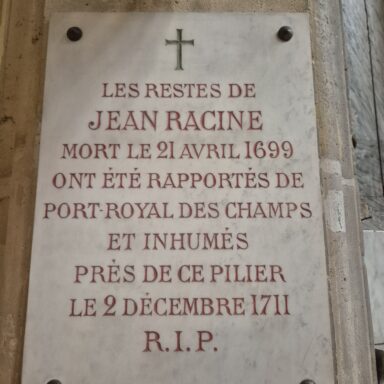 LES RESTES DE
JEAN RACINE
MORT LE 21 AVRIL 1699
ONT ÉTÉ RAPPORTÉS DE
PORT-ROYAL DES CHAMPS
ET INHUMÉS
PRÈS DE CE PILIER
LE 2 DÉCEMBRE 1711
R.I.P.